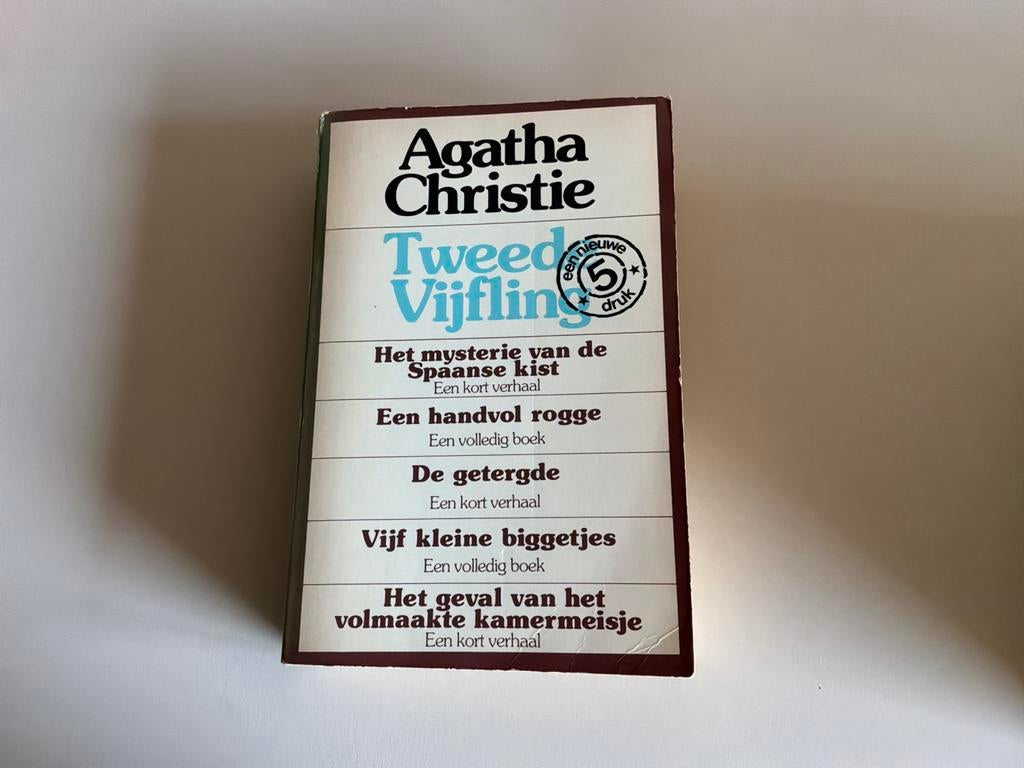 Agatha
Christie
Tweede
Vijfling
een nieuwe
5
druk
Het mysterie van de
Spaanse kist
Een kort verhaal
Een handvol rogge
Een volledig boek
De getergde
Een kort verhaal
Vijf kleine biggetjes
Een volledig boek
Het geval van het
volmaakte kamermeisje
Een kort verhaal